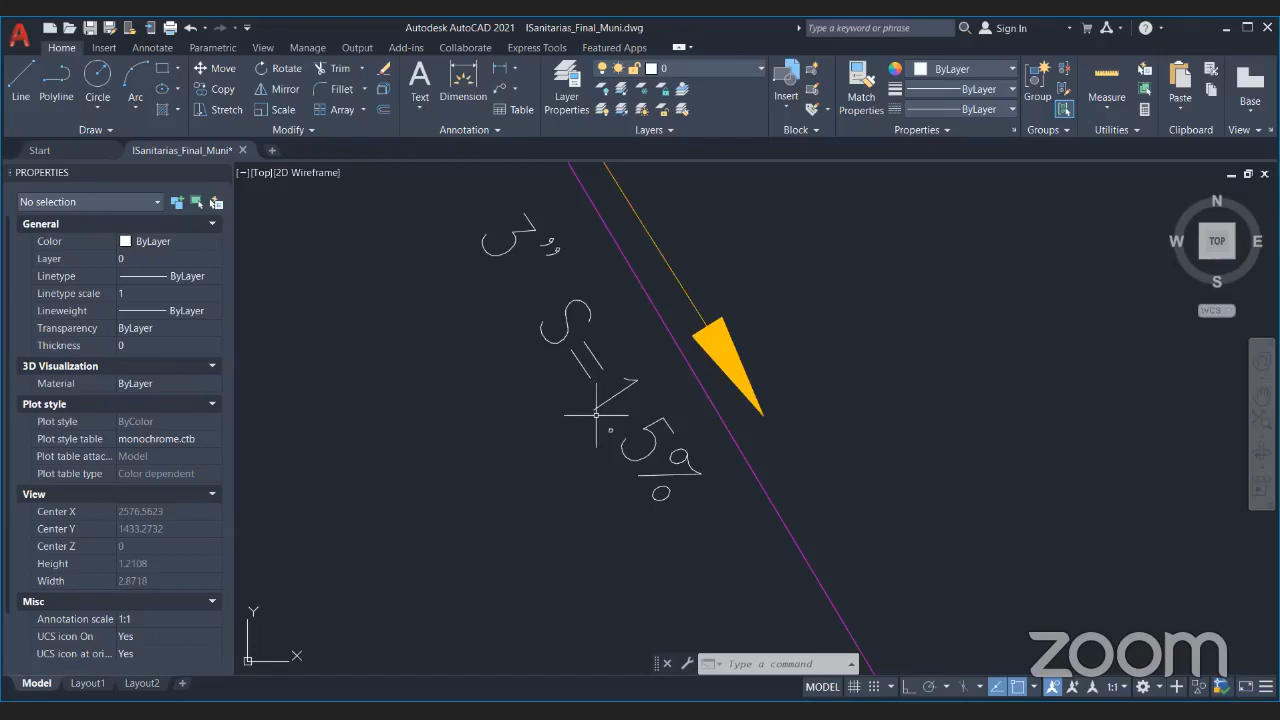 Autodesk AutoCAD 2021 ISanitarias_Final_Muni.dwg
Type a keyword or phrase
Sign In
Home Insert Annotate Parametric View Manage Output Add-ins Collaborate Express Tools Featured Apps
Line Polyline Circle Arc
Move Rotate Trim
Copy Mirror Fillet
Stretch Scale Array
Text Dimension Table
Layer Properties
0
Insert
Match Properties
ByLayer
ByLayer
ByLayer
Group Measure Paste Base
Draw Modify Annotation Layers Block Properties Groups Utilities Clipboard View
Start ISanitarias_Final_Muni*
PROPERTIES
[−][Top][2D Wireframe]
No selection
General
Color ByLayer
Layer 0
Linetype ByLayer
Linetype scale 1
Lineweight ByLayer
Transparency ByLayer
Thickness 0
3D Visualization
Material ByLayer
Plot style
Plot style ByColor
Plot style table monochrome.ctb
Plot table attac... Model
Plot table type Color dependent
View
Center X 2576.5623
Center Y 1433.2732
Center Z 0
Height 1.2108
Width 2.8718
Misc
Annotation scale 1:1
UCS icon On Yes
UCS icon at ori... Yes
3,, S=1.5%
N
W TOP E
S
WCS
Y
X
Type a command
zoom
Model Layout1 Layout2
MODEL 1:1